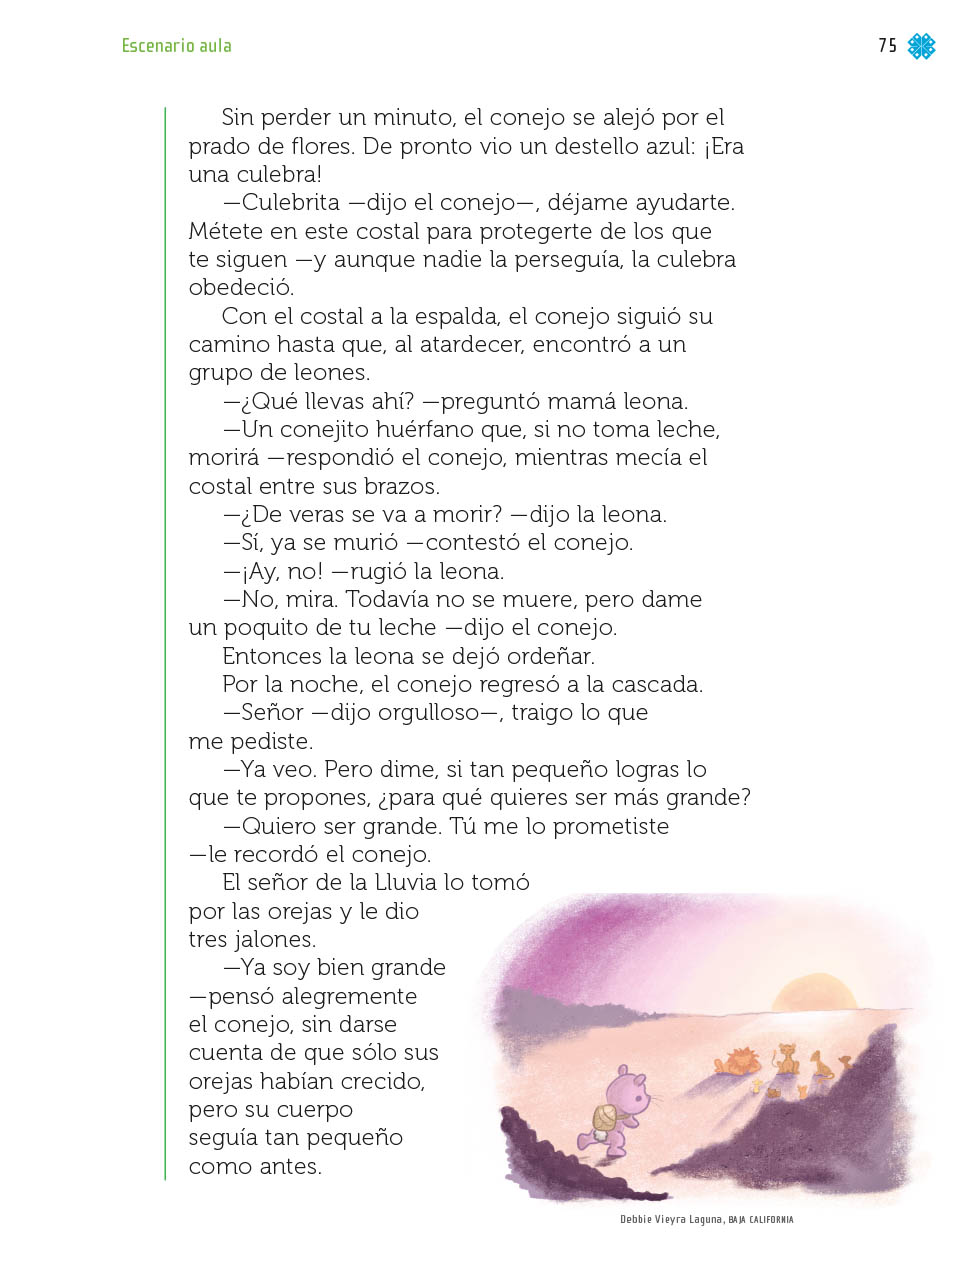 Escenario aula
75
Sin perder un minuto, el conejo se alejó por el
prado de flores. De pronto vio un destello azul: ¡Era
una culebra!
—Culebrita —dijo el conejo—, déjame ayudarte.
Métete en este costal para protegerte de los que
te siguen —y aunque nadie la perseguía, la culebra
obedeció.
Con el costal a la espalda, el conejo siguió su
camino hasta que, al atardecer, encontró a un
grupo de leones.
—¿Qué llevas ahí? —preguntó mamá leona.
—Un conejito huérfano que, si no toma leche,
morirá —respondió el conejo, mientras mecía el
costal entre sus brazos.
—¿De veras se va a morir? —dijo la leona.
—Sí, ya se murió —contestó el conejo.
—¡Ay, no! —rugió la leona.
—No, mira. Todavía no se muere, pero dame
un poquito de tu leche —dijo el conejo.
Entonces la leona se dejó ordeñar.
Por la noche, el conejo regresó a la cascada.
—Señor —dijo orgulloso—, traigo lo que
me pediste.
—Ya veo. Pero dime, si tan pequeño logras lo
que te propones, ¿para qué quieres ser más grande?
—Quiero ser grande. Tú me lo prometiste
—le recordó el conejo.
El señor de la Lluvia lo tomó
por las orejas y le dio
tres jalones.
—Ya soy bien grande
—pensó alegremente
el conejo, sin darse
cuenta de que sólo sus
orejas habían crecido,
pero su cuerpo
seguía tan pequeño
como antes.
Debbie Vieyra Laguna, BAJA CALIFORNIA